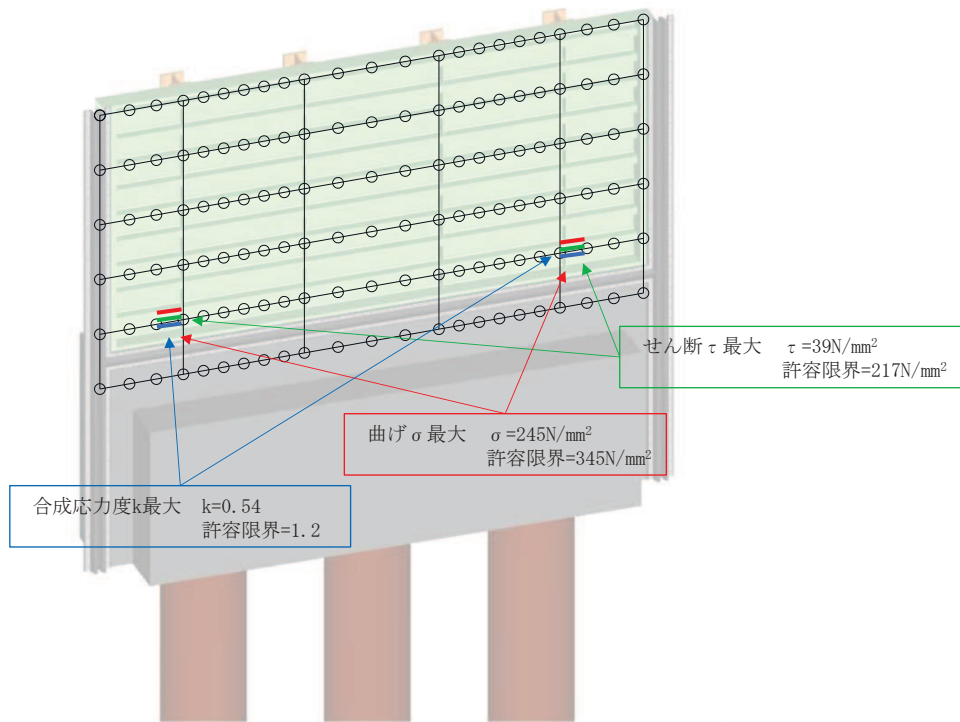 せん断τ最大 τ=39N/mm²
許容限界=217N/mm²
曲げσ最大 σ=245N/mm²
許容限界=345N/mm²
合成応力度k最大 k=0.54
許容限界=1.2